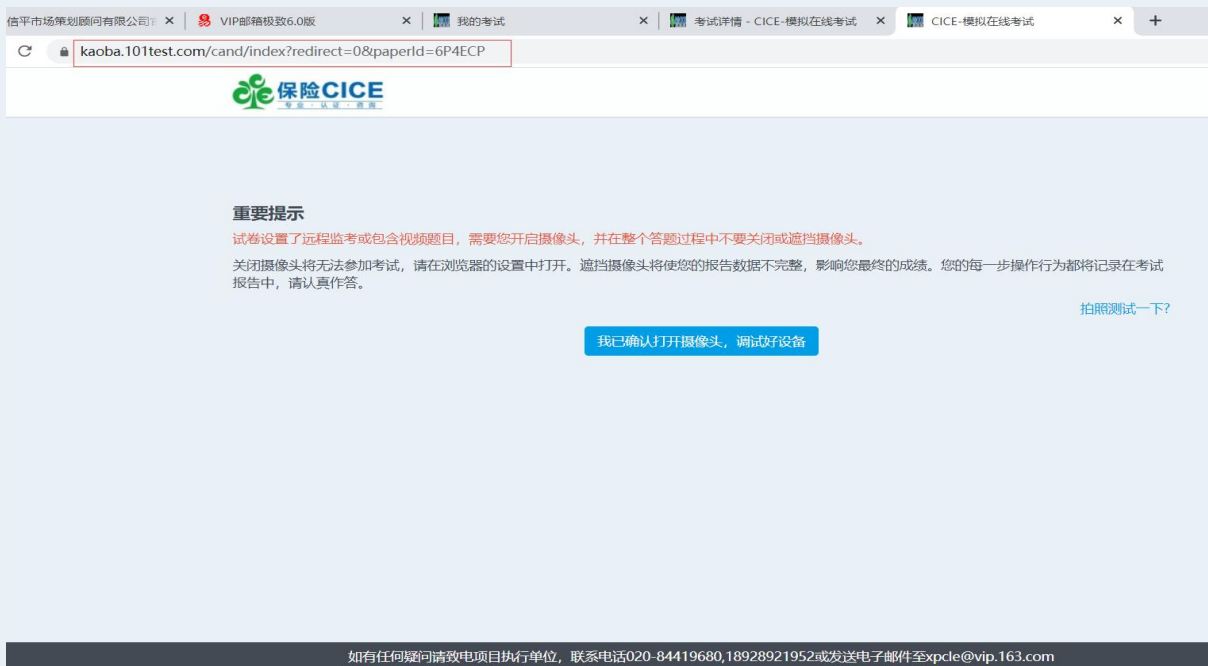 信平市场策划顾问有限公司
VIP邮箱极致6.0版
我的考试
考试详情 - CICE-模拟在线考试
CICE-模拟在线考试
kaoba.101test.com/cand/index?redirect=0&paperId=6P4ECP
保险CICE
专业·认证·咨询
重要提示
试卷设置了远程监考或包含视频题目，需要您开启摄像头，并在整个答题过程中不要关闭或遮挡摄像头。
关闭摄像头将无法参加考试，请在浏览器的设置中打开。遮挡摄像头将使您的报告数据不完整，影响您最终的成绩。您的每一步操作行为都将记录在考试
报告中，请认真作答。
拍照测试一下?
我已确认打开摄像头，调试好设备
如有任何疑问请致电项目执行单位，联系电话020-84419680,18928921952或发送电子邮件至xpcle@vip.163.com